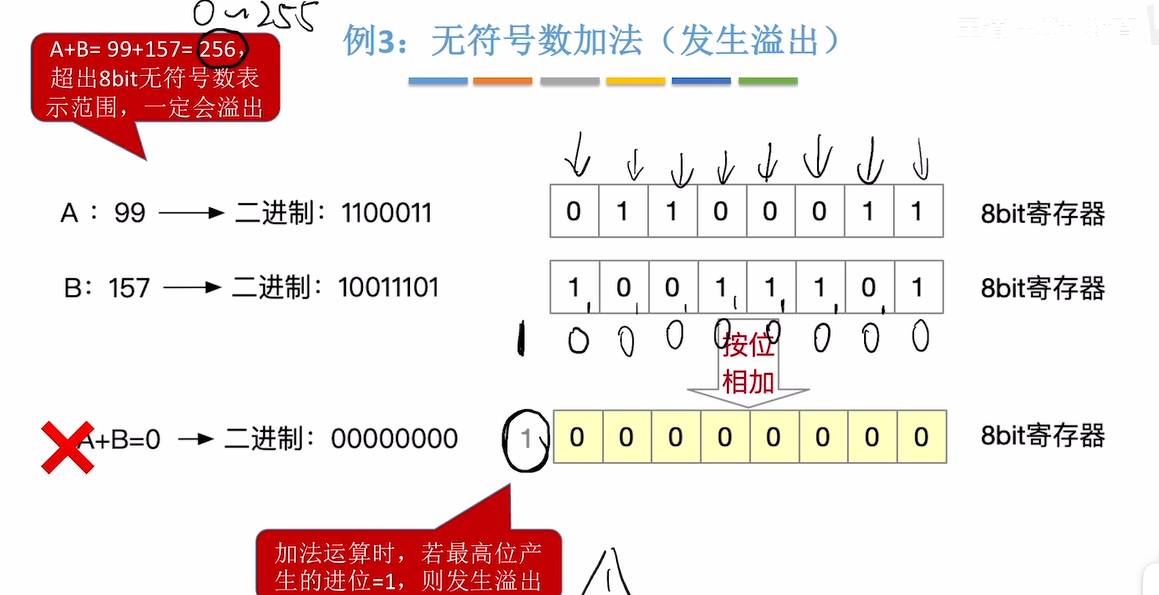 0~255
例3：无符号数加法（发生溢出）
A+B= 99+157= 256，
超出8bit无符号数表
示范围，一定会溢出
A ：99 二进制：1100011 0 1 1 0 0 0 1 1 8bit寄存器
B：157 二进制：10011101 1 0 0 1 1 1 0 1 8bit寄存器
1 0 0 0 0 0 0 0 0
按位
相加
A+B=0 二进制：00000000 1 0 0 0 0 0 0 0 0 8bit寄存器
加法运算时，若最高位产
生的进位=1，则发生溢出